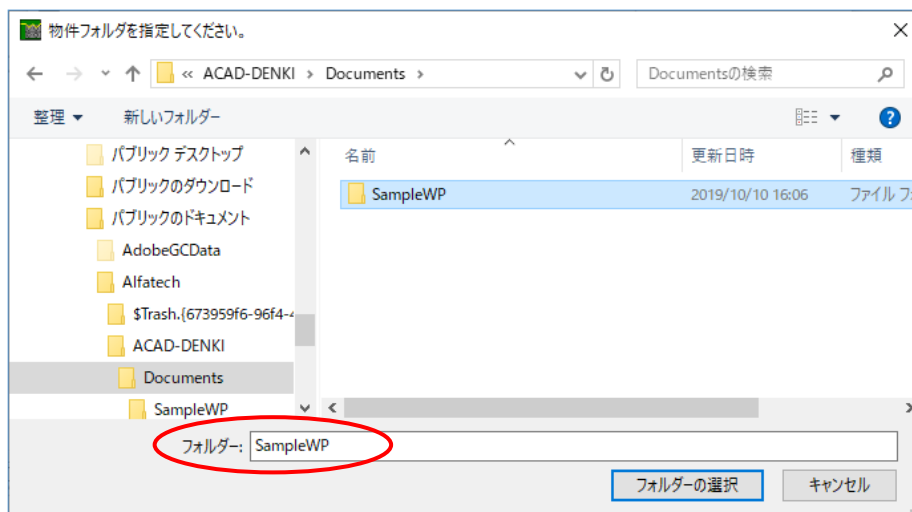 物件フォルダを指定してください。
« ACAD-DENKI › Documents ›
Documentsの検索
整理 新しいフォルダー
名前 更新日時 種類
SampleWP 2019/10/10 16:06 ファイル フ
パブリック デスクトップ
パブリックのダウンロード
パブリックのドキュメント
AdobeGCData
Alfatech
$Trash.{673959f6-96f4-4
ACAD-DENKI
Documents
SampleWP
フォルダー: SampleWP
フォルダーの選択 キャンセル